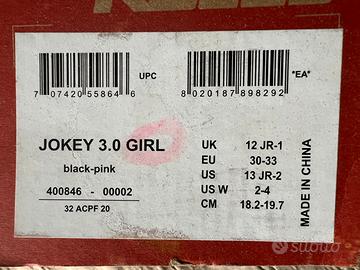 UPC
*EA*
7 07420 55864 6
8 020187 898292
JOKEY 3.0 GIRL
black-pink
400846 - 00002
32 ACPF 20
UK 12 JR-1
EU 30-33
US 13 JR-2
US W 2-4
CM 18.2-19.7
MADE IN CHINA
subito